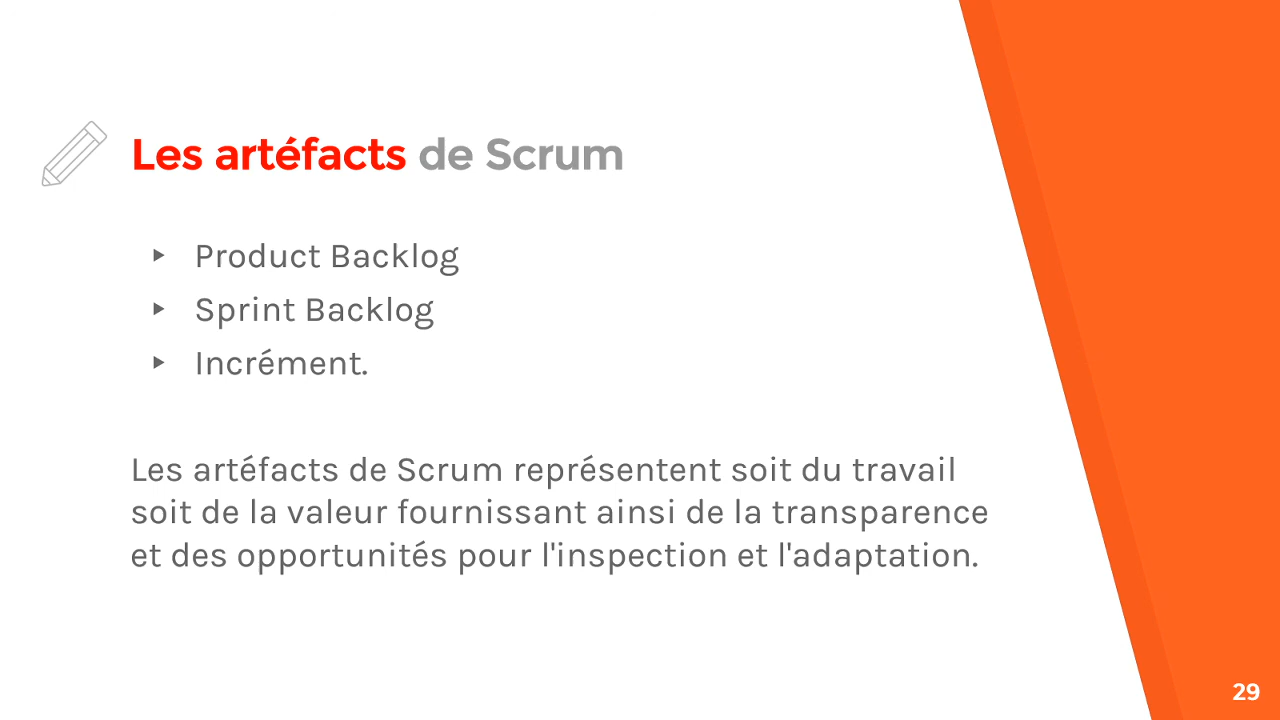 Les artéfacts de Scrum
▸ Product Backlog
▸ Sprint Backlog
▸ Incrément.
Les artéfacts de Scrum représentent soit du travail
soit de la valeur fournissant ainsi de la transparence
et des opportunités pour l'inspection et l'adaptation.
29